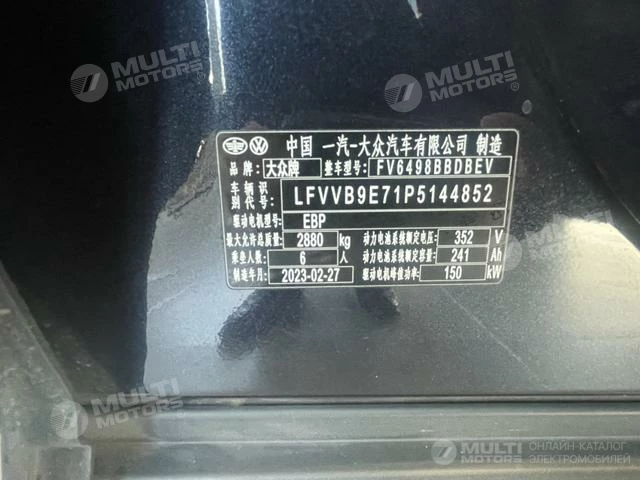 MULTI MOTORS
MULTI MOTORS
中国 一汽-大众汽车有限公司 制造
品牌: 大众牌 整车型号: FV6498BBDBEV
车辆识别代号: LFVVB9E71P5144852
驱动电机型号: EBP
最大允许总质量: 2880 kg 动力电池系统额定电压: 352 V
乘坐人数: 6 人 动力电池系统额定容量: 241 Ah
制造年月: 2023-02-27 驱动电机峰值功率: 150 kW
MULTI MOTORS
MULTI MOTORS
MULTI MOTORS
ОНЛАЙН-КАТАЛОГ
ЭЛЕКТРОМОБИЛЕЙ